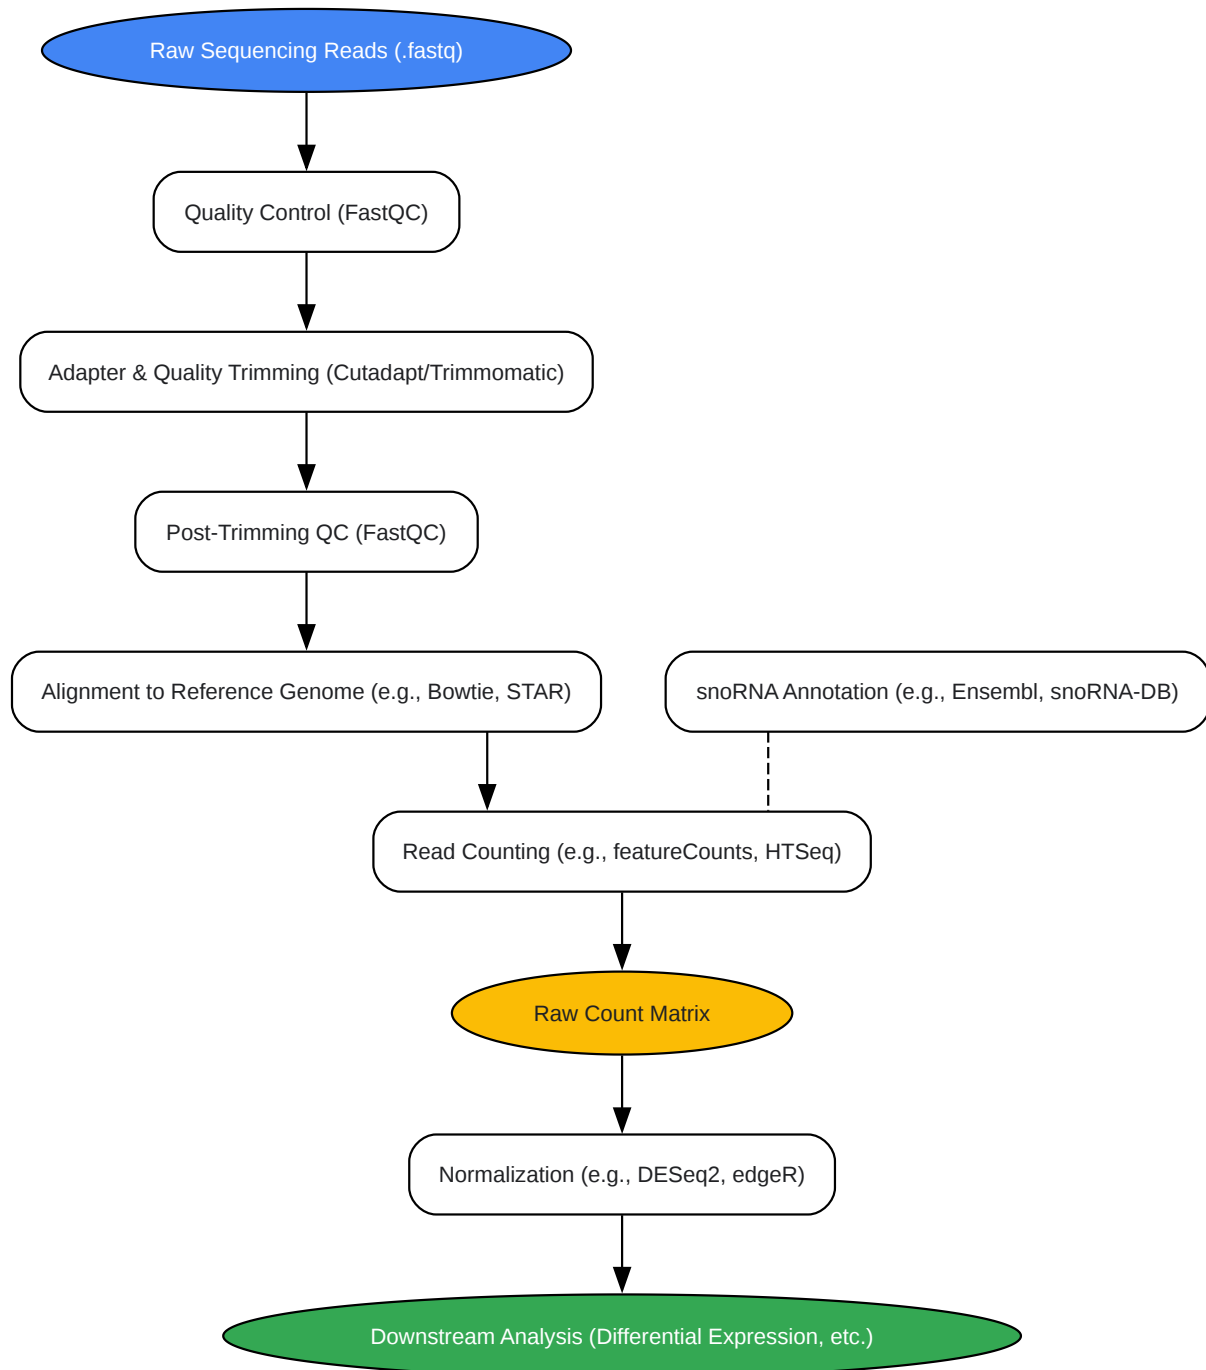 Raw Sequencing Reads (.fastq)
Quality Control (FastQC)
Adapter & Quality Trimming (Cutadapt/Trimmomatic)
Post-Trimming QC (FastQC)
Alignment to Reference Genome (e.g., Bowtie, STAR)
snoRNA Annotation (e.g., Ensembl, snoRNA-DB)
Read Counting (e.g., featureCounts, HTSeq)
Raw Count Matrix
Normalization (e.g., DESeq2, edgeR)
Downstream Analysis (Differential Expression, etc.)